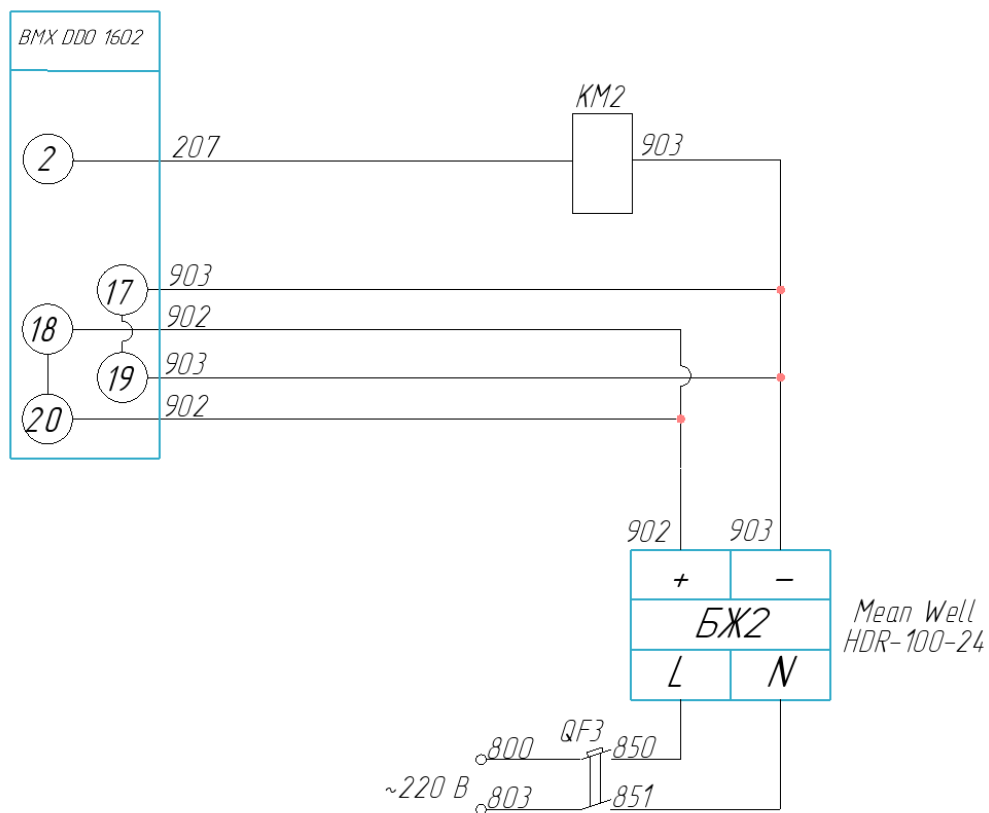 BMX DDO 1602
KM2
2
207
903
17
903
18
902
19
903
20
902
902
903
+
−
БЖ2
Mean Well
HDR-100-24
L
N
QF3
800
850
~220 В
803
851